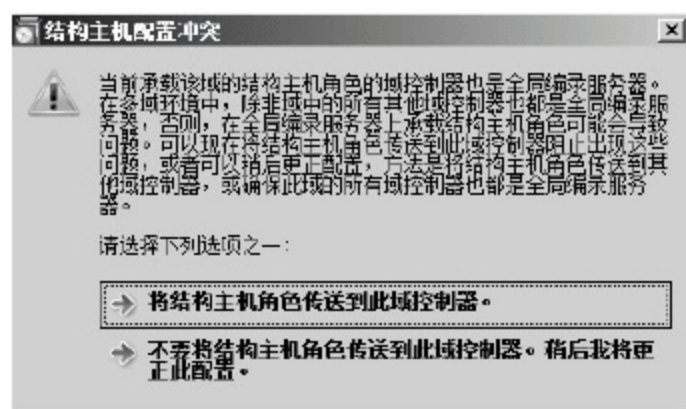 结构主机配置冲突
当前承载该域的结构主机角色的域控制器也是全局编录服务器。
在多域环境中，除非域中的所有其他域控制器也都是全局编录服
务器，否则，在全局编录服务器上承载结构主机角色可能会导致
问题。可以现在将结构主机角色传送到此域控制器阻止出现这些
问题，或者可以稍后更正配置，方法是将结构主机角色传送到其
他域控制器，或确保此域的所有域控制器也都是全局编录服务
器。
请选择下列选项之一：
将结构主机角色传送到此域控制器。
不要将结构主机角色传送到此域控制器。稍后我将更
正此配置。